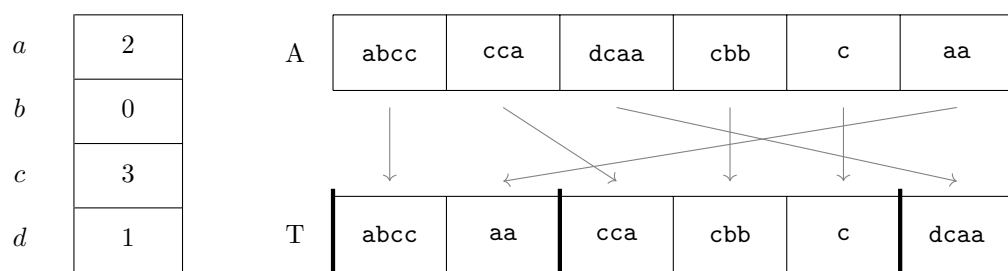 a 2
b 0
c 3
d 1
A abcc cca dcaa cbb c aa
T abcc aa cca cbb c dcaa